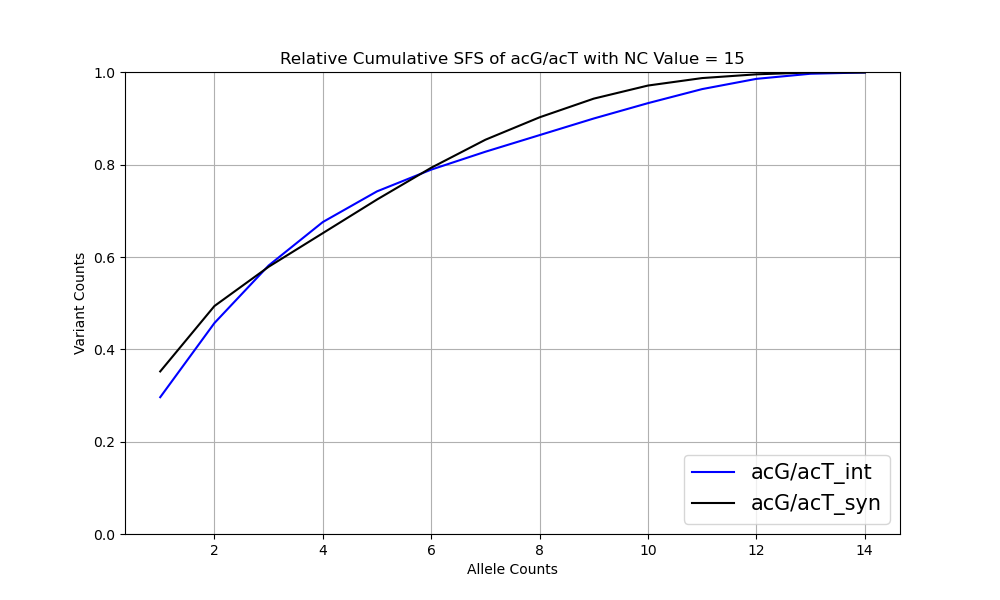 Relative Cumulative SFS of acG/acT with NC Value = 15
Variant Counts
1.0
0.8
0.6
0.4
0.2
0.0
acG/acT_int
acG/acT_syn
2 4 6 8 10 12 14
Allele Counts